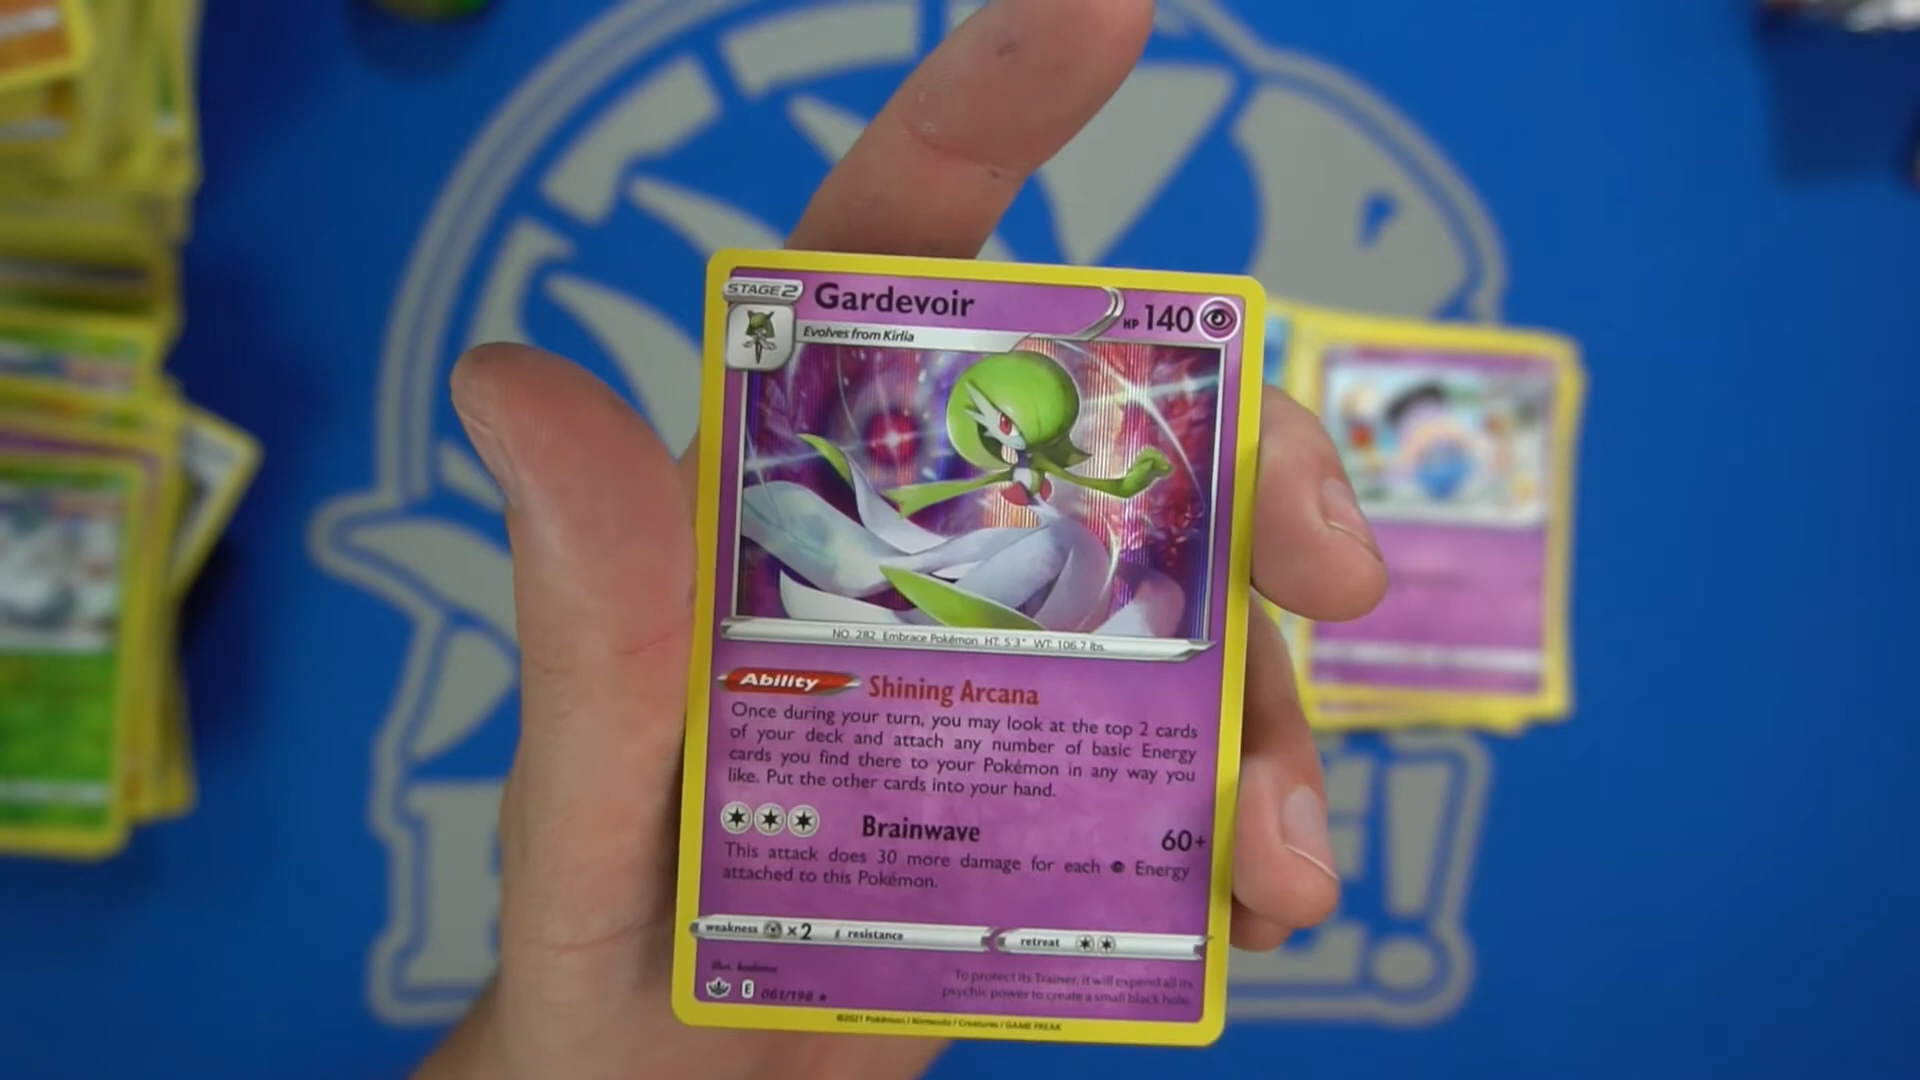 STAGE 2
Gardevoir
HP 140
Evolves from Kirlia
NO. 282 Embrace Pokémon HT: 5'3" WT: 106.7 lbs.
Ability Shining Arcana
Once during your turn, you may look at the top 2 cards
of your deck and attach any number of basic Energy
cards you find there to your Pokémon in any way you
like. Put the other cards into your hand.
Brainwave 60+
This attack does 30 more damage for each Energy
attached to this Pokémon.
weakness ×2 resistance retreat
Illus. kodama
To protect its Trainer, it will expend all its
psychic power to create a small black hole.
E 061/198
©2021 Pokémon / Nintendo / Creatures / GAME FREAK